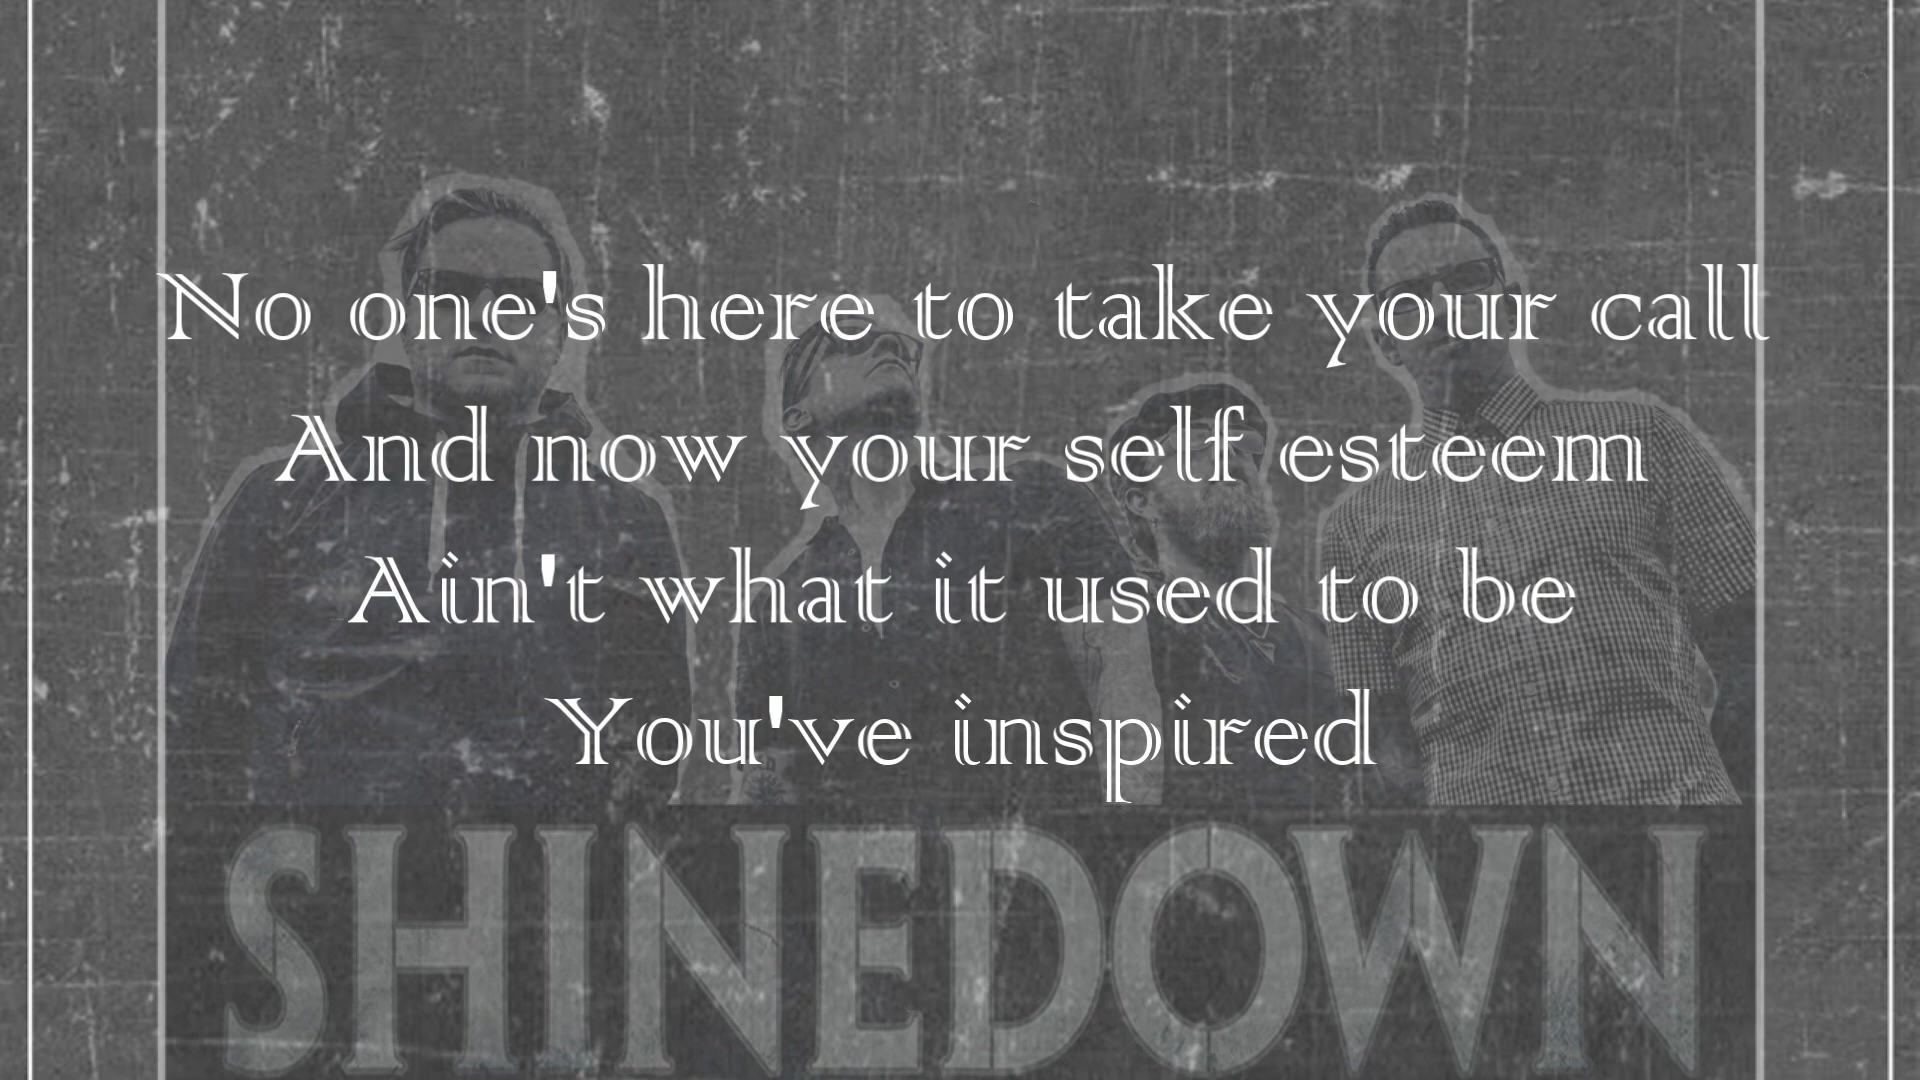 No one's here to take your call
And now your self esteem
Ain't what it used to be
You've inspired
SHINEDOWN